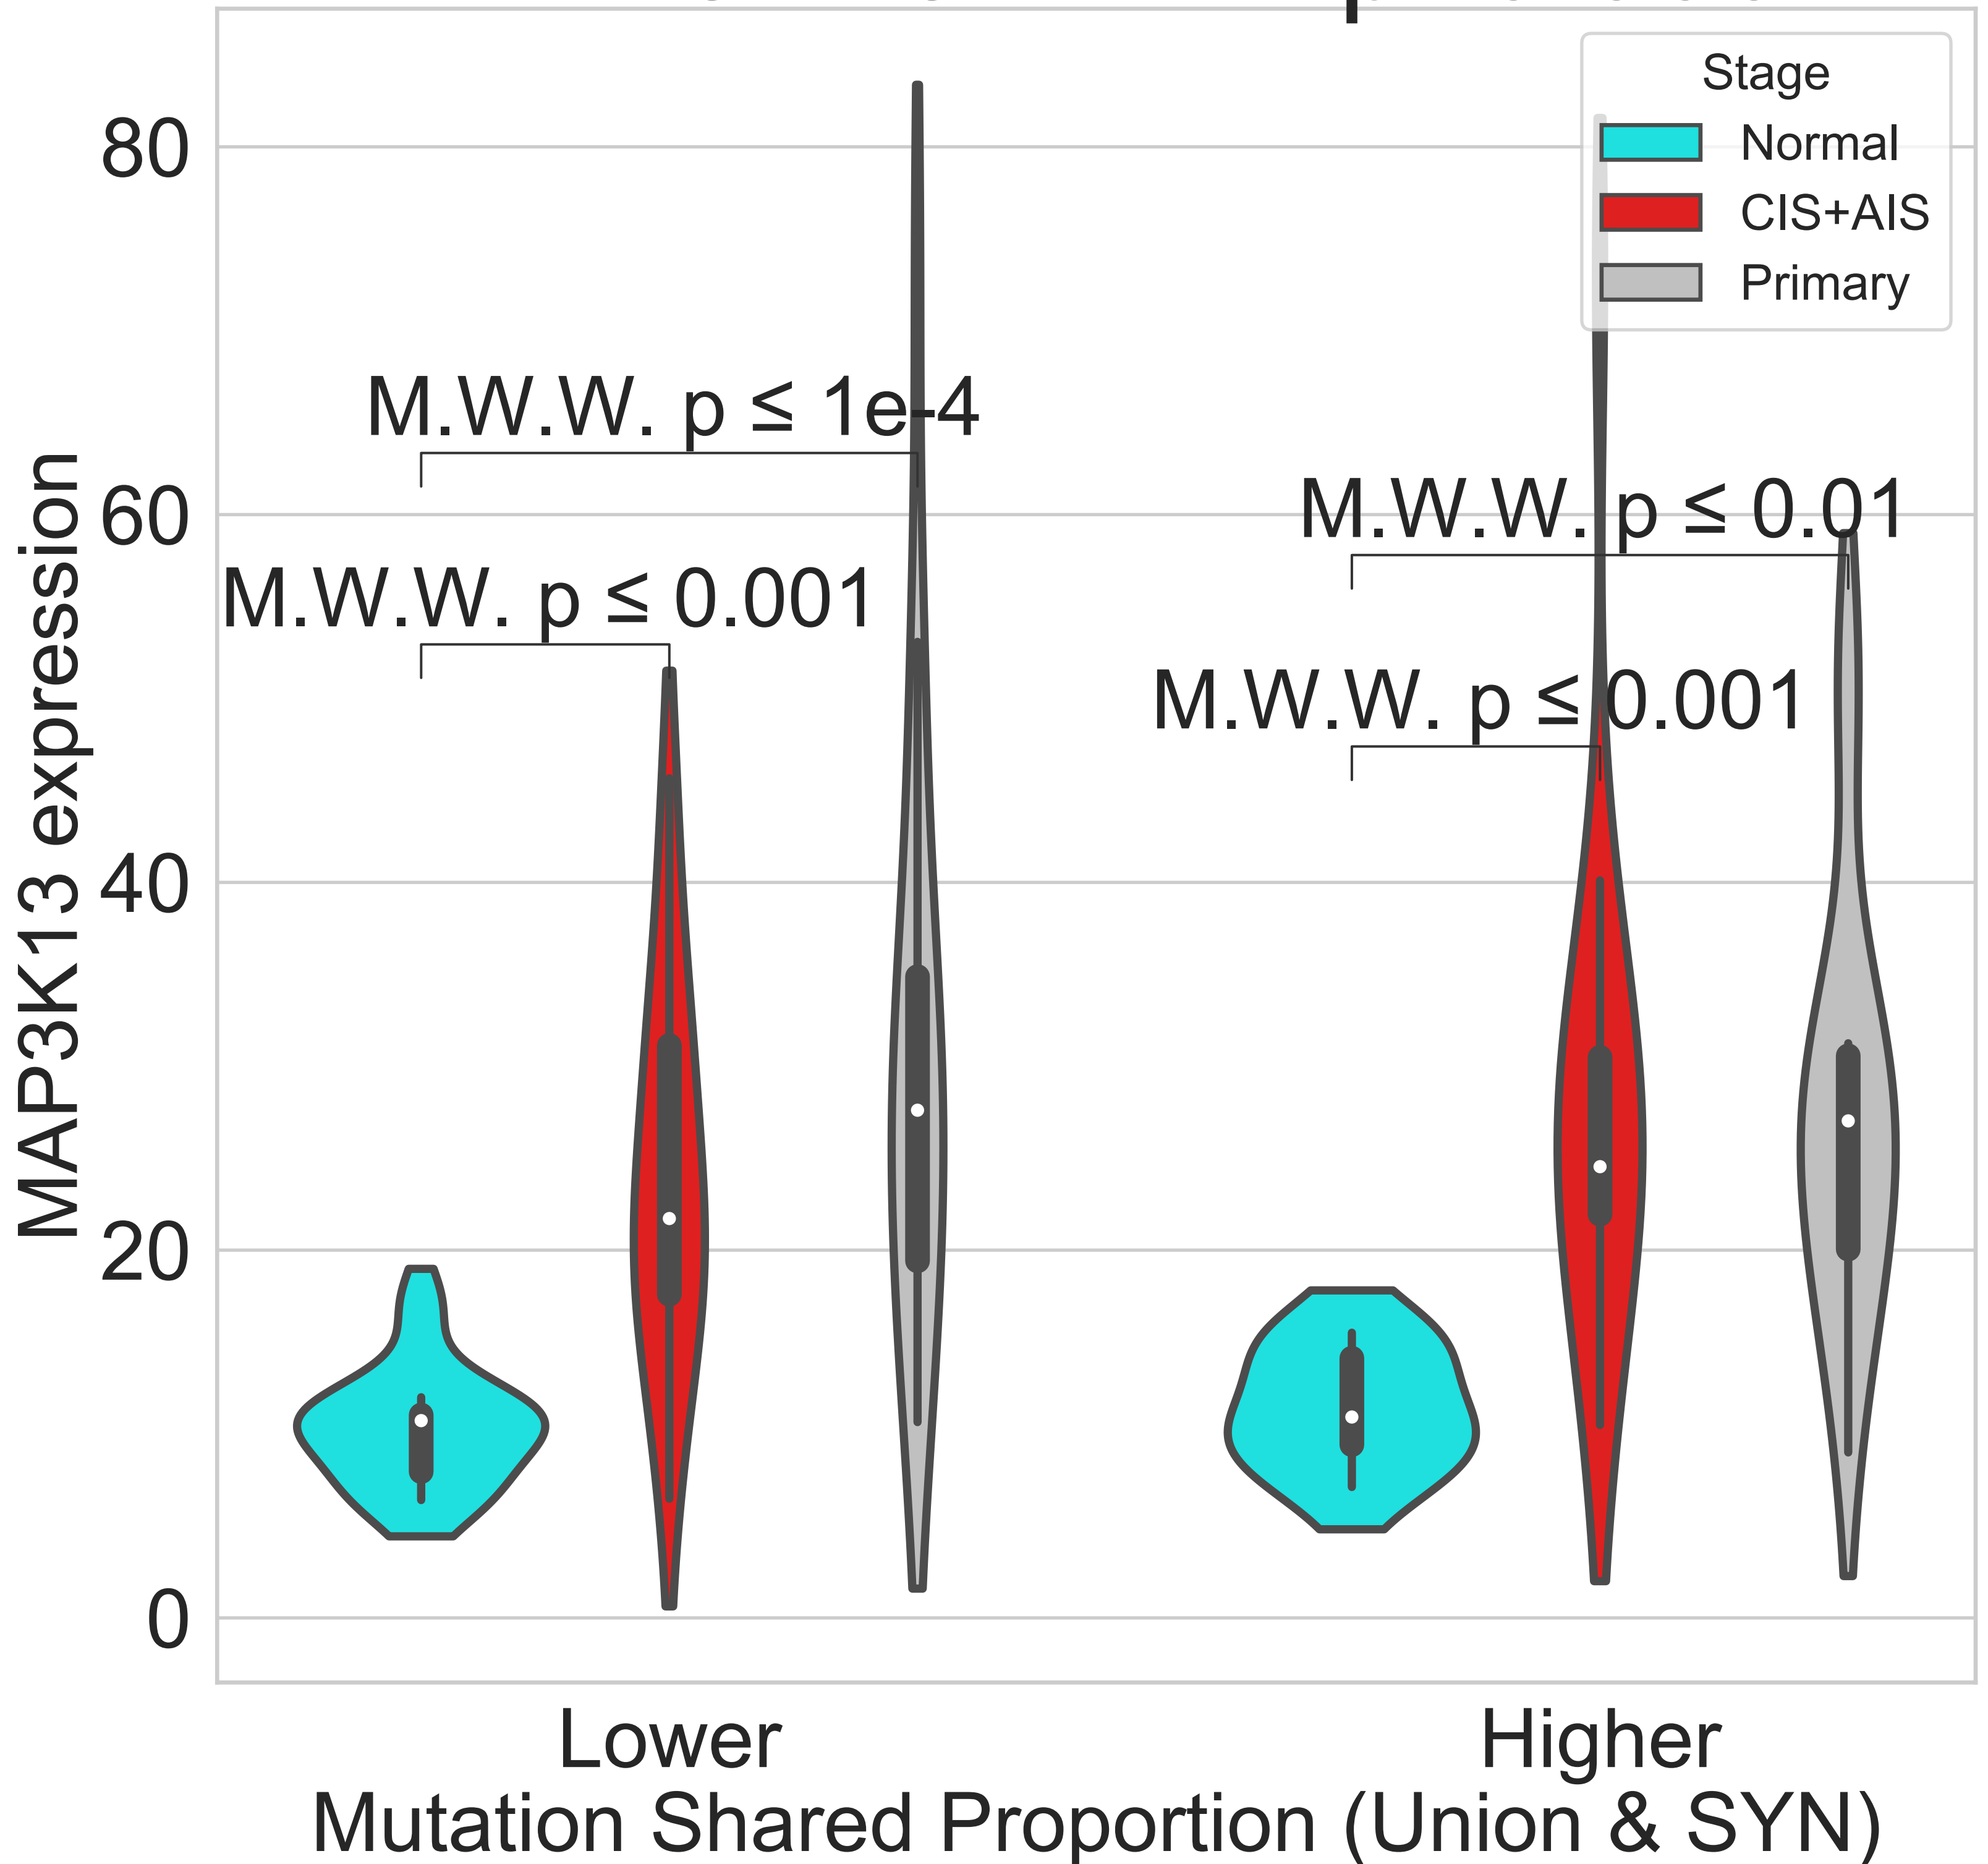 Stage
Normal
CIS+AIS
Primary
80
60
40
20
0
MAP3K13 expression
M.W.W. p ≤ 1e-4
M.W.W. p ≤ 0.001
M.W.W. p ≤ 0.01
M.W.W. p ≤ 0.001
Lower
Higher
Mutation Shared Proportion (Union & SYN)